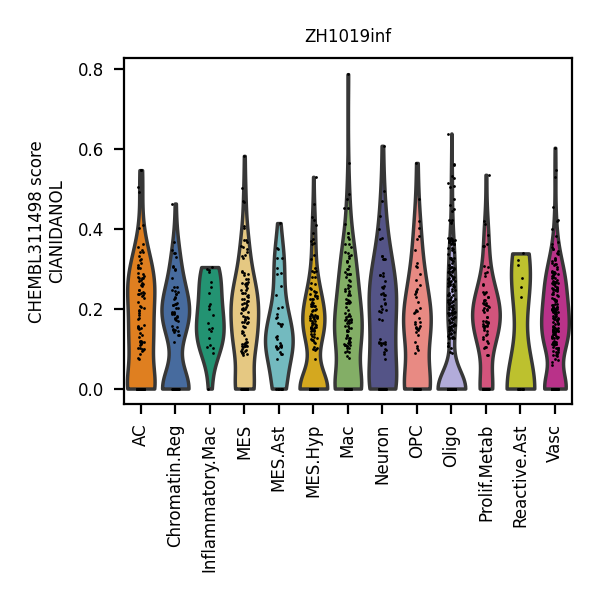 ZH1019inf
CHEMBL311498 score
CIANIDANOL
0.8
0.6
0.4
0.2
0.0
AC
Chromatin.Reg
Inflammatory.Mac
MES
MES.Ast
MES.Hyp
Mac
Neuron
OPC
Oligo
Prolif.Metab
Reactive.Ast
Vasc